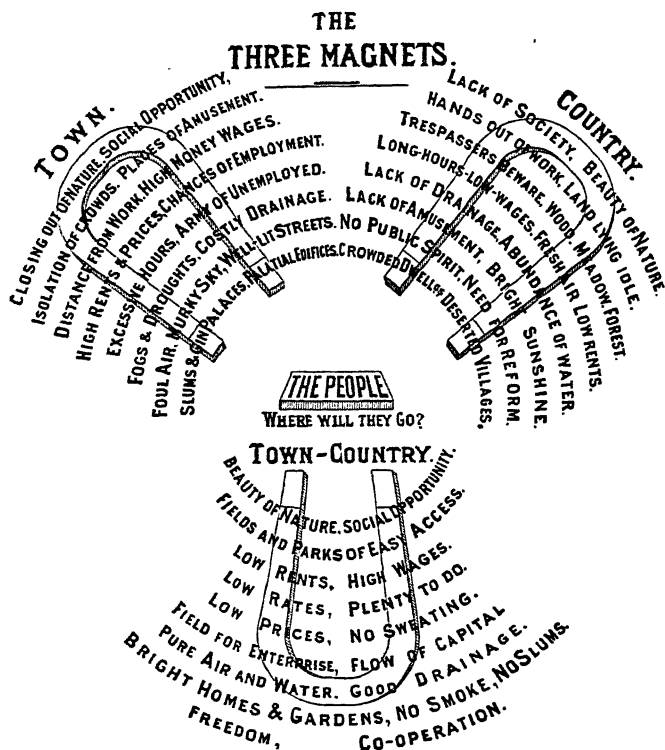 THE
THREE MAGNETS.
TOWN.
CLOSING OUT OF NATURE. SOCIAL OPPORTUNITY,
ISOLATION OF CROWDS. PLACES OF AMUSEMENT.
DISTANCE FROM WORK. HIGH MONEY WAGES.
HIGH RENTS & PRICES. CHANCES OF EMPLOYMENT.
EXCESSIVE HOURS, ARMY OF UNEMPLOYED.
FOGS & DROUGHTS. COSTLY DRAINAGE.
FOUL AIR. MURKY SKY. WELL-LIT STREETS.
SLUMS & GIN PALACES. PALATIAL EDIFICES.
COUNTRY.
LACK OF SOCIETY, BEAUTY OF NATURE.
HANDS OUT OF WORK, LAND LYING IDLE.
TRESPASSERS BEWARE. WOOD, MEADOW, FOREST.
LONG-HOURS-LOW-WAGES. FRESH AIR LOW RENTS.
LACK OF DRAINAGE. ABUNDANCE OF WATER.
LACK OF AMUSEMENT. BRIGHT SUNSHINE.
NO PUBLIC SPIRIT. NEED FOR REFORM.
CROWDED DWELLGS DESERTED VILLAGES,
THE PEOPLE
WHERE WILL THEY GO?
TOWN-COUNTRY.
BEAUTY OF NATURE. SOCIAL OPPORTUNITY.
FIELDS AND PARKS OF EASY ACCESS.
LOW RENTS, HIGH WAGES.
LOW RATES, PLENTY TO DO.
LOW PRICES, NO SWEATING.
FIELD FOR ENTERPRISE, FLOW OF CAPITAL
PURE AIR AND WATER. GOOD DRAINAGE.
BRIGHT HOMES & GARDENS, NO SMOKE, NO SLUMS.
FREEDOM, CO-OPERATION.